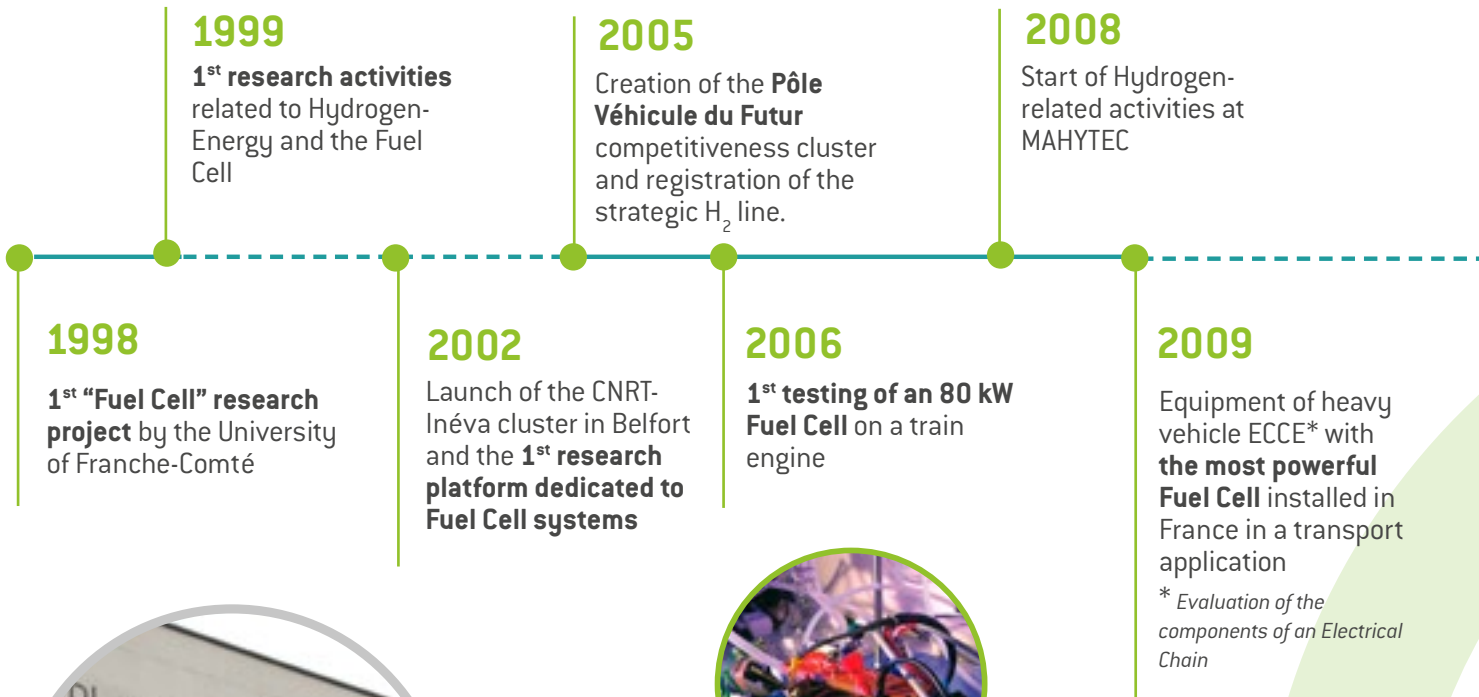 1999
1st research activities
related to Hydrogen-
Energy and the Fuel
Cell
2005
Creation of the Pôle
Véhicule du Futur
competitiveness cluster
and registration of the
strategic H2 line.
2008
Start of Hydrogen-
related activities at
MAHYTEC
1998
1st “Fuel Cell” research
project by the University
of Franche-Comté
2002
Launch of the CNRT-
Inéva cluster in Belfort
and the 1st research
platform dedicated to
Fuel Cell systems
2006
1st testing of an 80 kW
Fuel Cell on a train
engine
2009
Equipment of heavy
vehicle ECCE* with
the most powerful
Fuel Cell installed in
France in a transport
application
* Evaluation of the
components of an Electrical
Chain